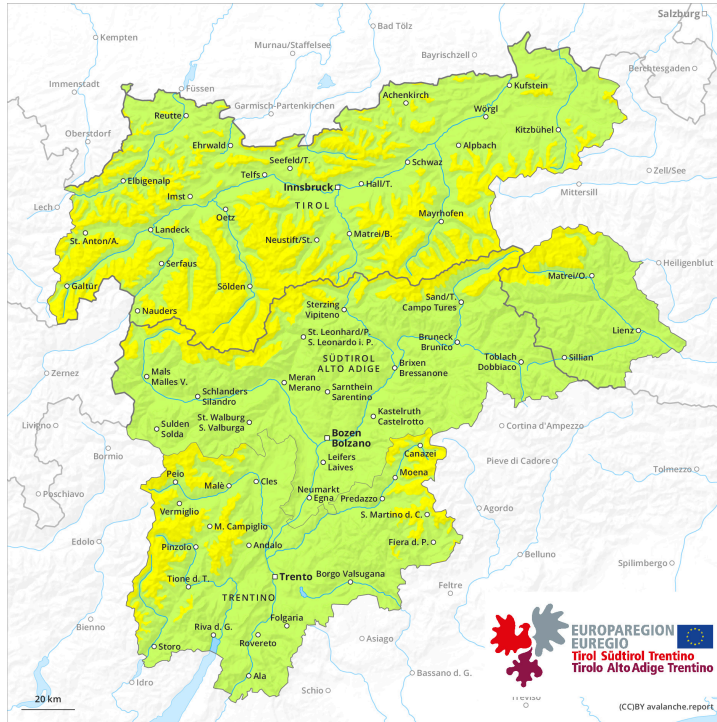 Salzburg
Kempten
Bad Tölz
Murnau/Staffelsee
Bayrischzell
Berchtesgaden
Immenstadt
Füssen
Kufstein
Achenkirch
Garmisch-Partenkirchen
Reutte
Wörgl
Kitzbühel
Oberstdorf
Ehrwald
Alpbach
Seefeld/T.
Schwaz
Telfs
Zell/See
Elbigenalp
Innsbruck
Hall/T.
Mittersill
Imst
TIROL
Lech
Oetz
Mayrhofen
Landeck
St. Anton/A.
Neustift/St.
Matrei/B.
Serfaus
Heiligenblut
Matrei/O.
Galtür
Sölden
Sand/T.
Campo Tures
Nauders
Sterzing
Vipiteno
Lienz
St. Leonhard/P.
S. Leonardo i. P.
Bruneck
Brunico
Toblach
Dobbiaco
Sillian
SÜDTIROL
ALTO ADIGE
Brixen
Bressanone
Zernez
Mals
Malles V.
Meran
Merano
Sarnthein
Sarentino
Schlanders
Silandro
St. Walburg
S. Valburga
Kastelruth
Castelrotto
Livigno
Sulden
Solda
Cortina d'Ampezzo
Bozen
Bolzano
Canazei
Bormio
Leifers
Laives
Pieve di Cadore
Tolmezzo
Peio
Moena
Malè
Cles
Poschiavo
Neumarkt
Egna
Predazzo
Vermiglio
Agordo
S. Martino d. C.
M. Campiglio
Edolo
Pinzolo
Andalo
Fiera d. P.
Belluno
Spilimbergo
Trento
Tione d. T.
Borgo Valsugana
Feltre
TRENTINO
Folgaria
Bienno
Riva d. G.
Storo
Rovereto
Asiago
Ala
Idro
Schio
Bassano d. G.
Treviso
EUROPAREGION
EUREGIO
Tirol Südtirol Trentino
Tirolo Alto Adige Trentino
20 km
(CC)BY avalanche.report